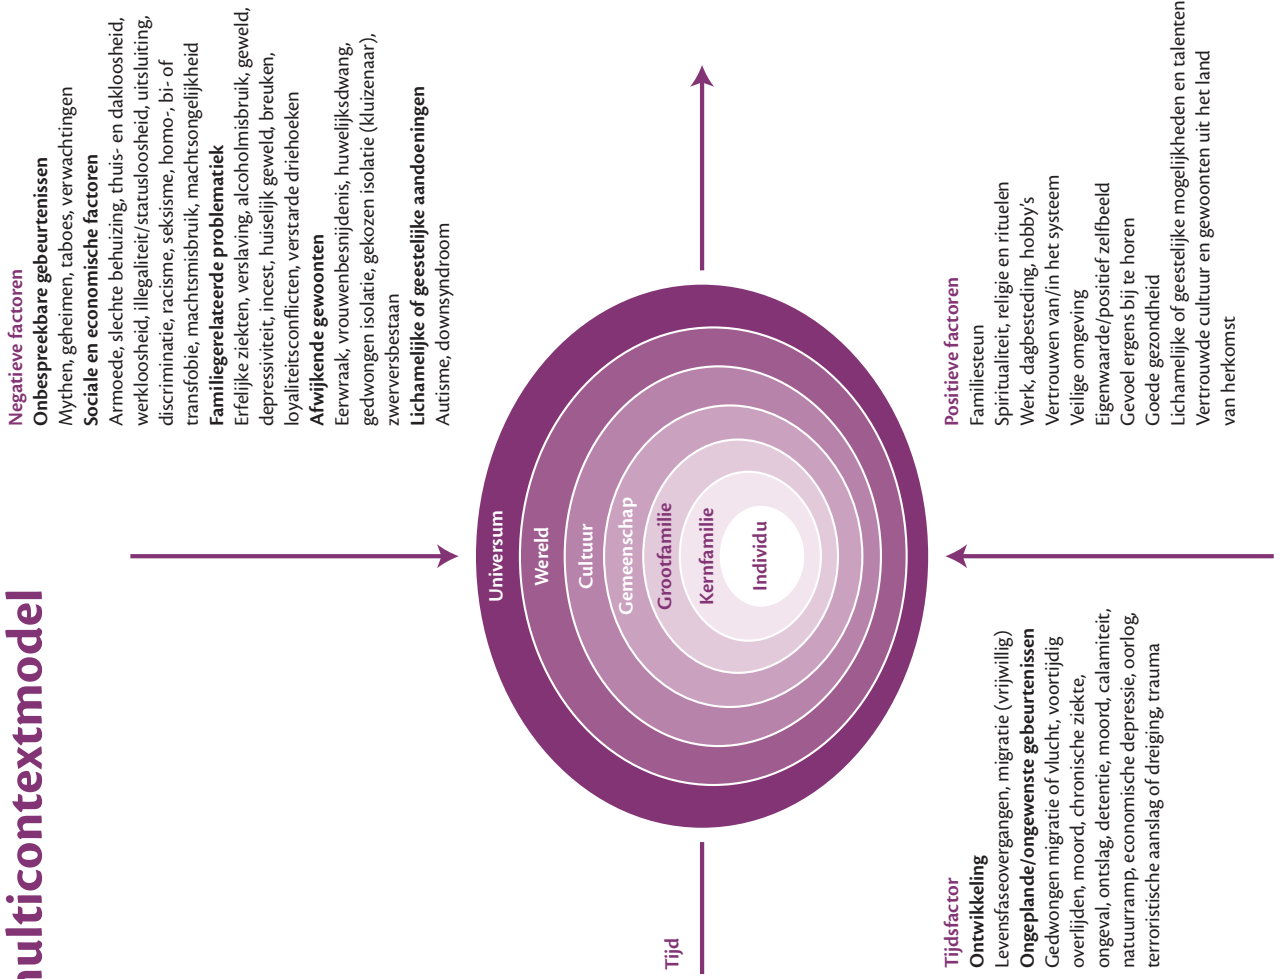 multicontextmodel
Negatieve factoren
Onbespreekbare gebeurtenissen
Mythen, geheimen, taboes, verwachtingen
Sociale en economische factoren
Armoede, slechte behuizing, thuis- en dakloosheid,
werkloosheid, illegaliteit/statusloosheid, uitsluiting,
discriminatie, racisme, seksisme, homo-, bi- of
transfobie, machtsmisbruik, machtsongelijkheid
Familiegerelateerde problematiek
Erfelijke ziekten, verslaving, alcoholmisbruik, geweld,
depressiviteit, incest, huiselijk geweld, breuken,
loyaliteitsconflicten, verstarde driehoeken
Afwijkende gewoonten
Eerwraak, vrouwenbesnijdenis, huwelijksdwang,
gedwongen isolatie, gekozen isolatie (kluizenaar),
zwerversbestaan
Lichamelijke of geestelijke aandoeningen
Autisme, downsyndroom
Universum
Wereld
Cultuur
Gemeenschap
Grootfamilie
Kernfamilie
Individu
Tijd
Tijdsfactor
Ontwikkeling
Levensfaseovergangen, migratie (vrijwillig)
Ongeplande/ongewenste gebeurtenissen
Gedwongen migratie of vlucht, voortijdig
overlijden, moord, chronische ziekte,
ongeval, ontslag, detentie, moord, calamiteit,
natuurramp, economische depressie, oorlog,
terroristische aanslag of dreiging, trauma
Positieve factoren
Familiesteun
Spiritualiteit, religie en rituelen
Werk, dagbesteding, hobby's
Vertrouwen van/in het systeem
Veilige omgeving
Eigenwaarde/positief zelfbeeld
Gevoel ergens bij te horen
Goede gezondheid
Lichamelijke of geestelijke mogelijkheden en talenten
Vertrouwde cultuur en gewoonten uit het land
van herkomst